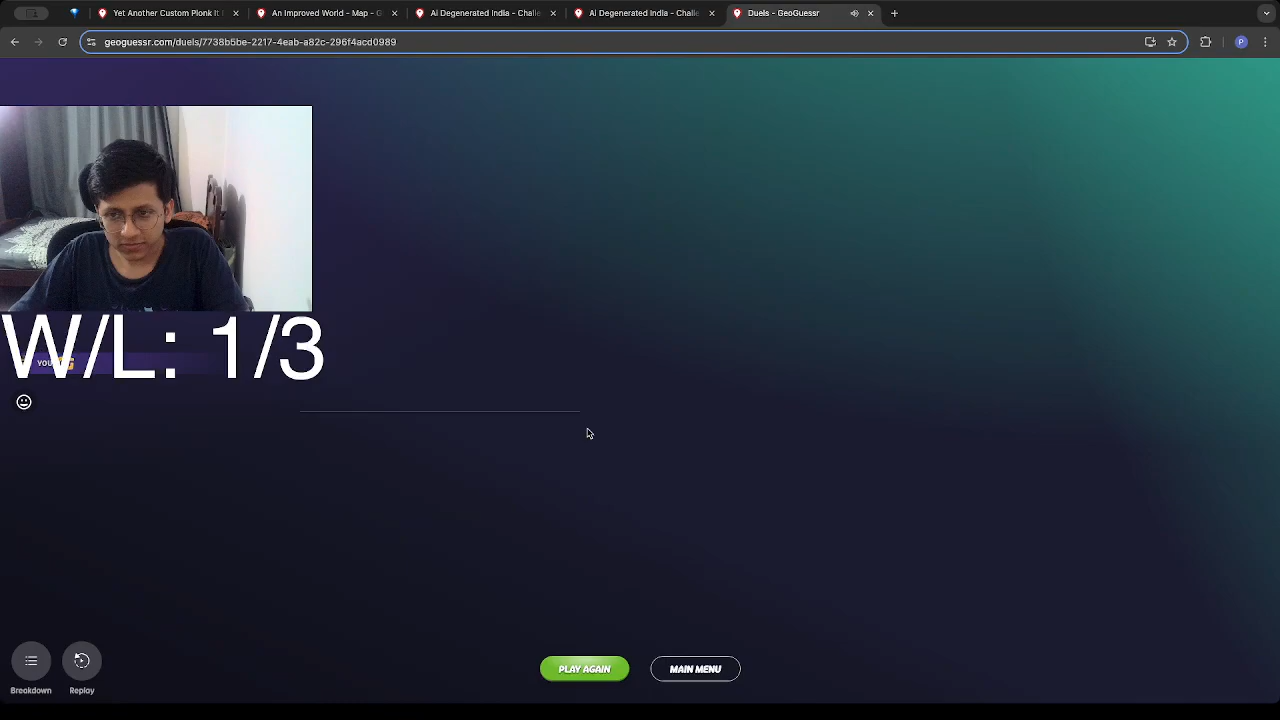 Yet Another Custom Plonk It
An Improved World - Map - G
Ai Degenerated India - Challe
Ai Degenerated India - Challe
Duels - GeoGuessr
geoguessr.com/duels/7738b5be-2217-4eab-a82c-296f4acd0989
P
W/L: 1/3
YOU
PLAY AGAIN
MAIN MENU
Breakdown
Replay